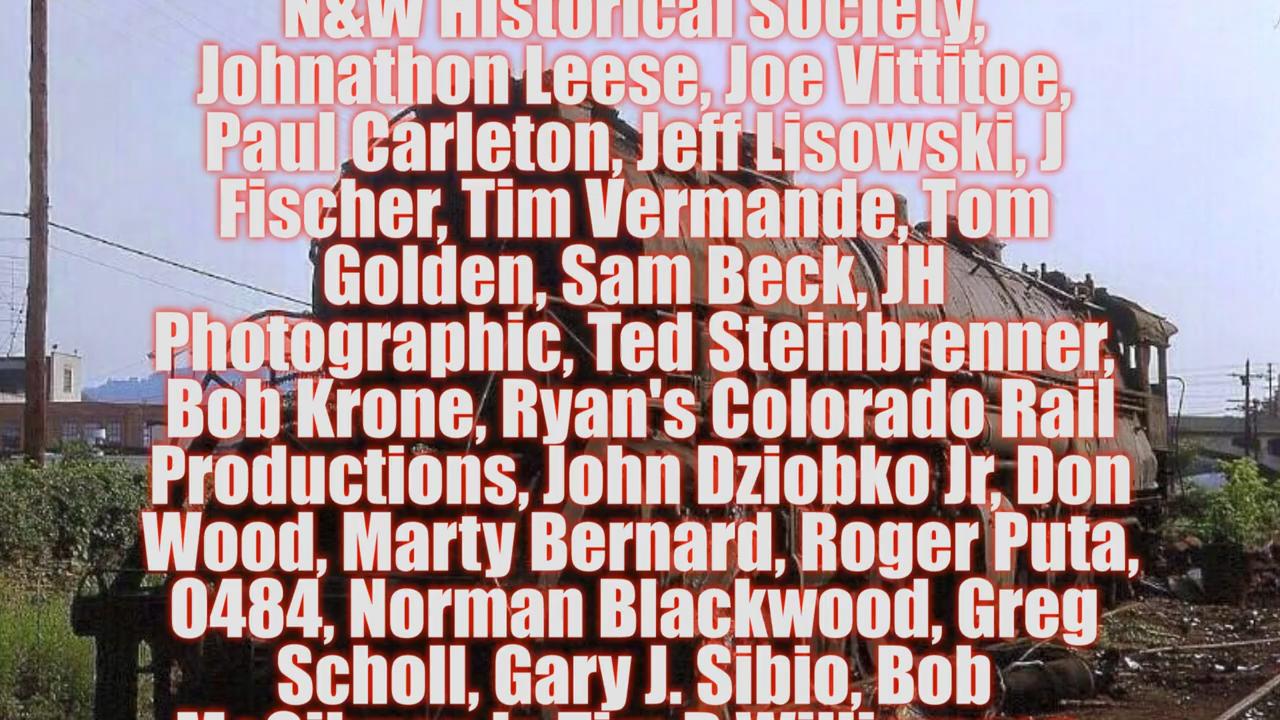 N&W Historical Society,
Johnathon Leese, Joe Vittitoe,
Paul Carleton, Jeff Lisowski, J
Fischer, Tim Vermande, Tom
Golden, Sam Beck, JH
Photographic, Ted Steinbrenner,
Bob Krone, Ryan's Colorado Rail
Productions, John Dziobko Jr, Don
Wood, Marty Bernard, Roger Puta,
0484, Norman Blackwood, Greg
Scholl, Gary J. Sibio, Bob